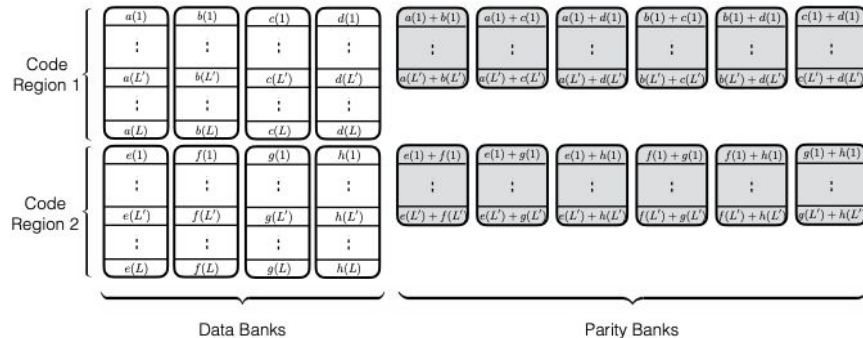 a(1) b(1) c(1) d(1) a(1) + b(1) a(1) + c(1) a(1) + d(1) b(1) + c(1) b(1) + d(1) c(1) + d(1)
Code
Region 1
a(L′) b(L′) c(L′) d(L′) a(L′) + b(L′) a(L′) + c(L′) a(L′) + d(L′) b(L′) + c(L′) b(L′) + d(L′) c(L′) + d(L′)
a(L) b(L) c(L) d(L)
e(1) f(1) g(1) h(1) e(1) + f(1) e(1) + g(1) e(1) + h(1) f(1) + g(1) f(1) + h(1) g(1) + h(1)
Code
Region 2
e(L′) f(L′) g(L′) h(L′) e(L′) + f(L′) e(L′) + g(L′) e(L′) + h(L′) f(L′) + g(L′) f(L′) + h(L′) g(L′) + h(L′)
e(L) f(L) g(L) h(L)
Data Banks Parity Banks